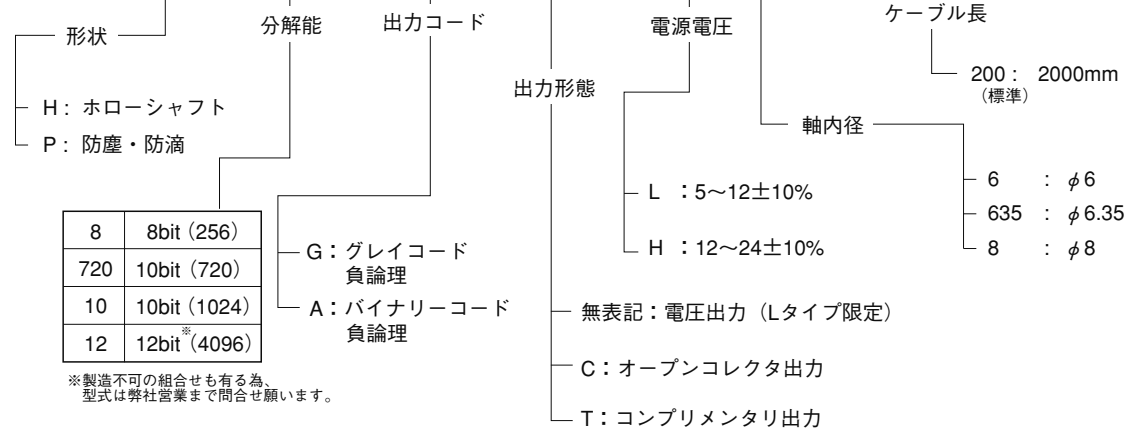 形状
H : ホローシャフト
P : 防塵・防滴
分解能
8 8bit（256）
720 10bit（720）
10 10bit（1024）
12 12bit※（4096）
※製造不可の組合せも有る為、
型式は弊社営業まで問合せ願います。
出力コード
G：グレイコード
負論理
A：バイナリーコード
負論理
出力形態
無表記：電圧出力（Lタイプ限定）
C：オープンコレクタ出力
T：コンプリメンタリ出力
電源電圧
L ：5〜12±10%
H ：12〜24±10%
軸内径
6 : φ6
635 : φ6.35
8 : φ8
ケーブル長
200 : 2000mm
（標準）